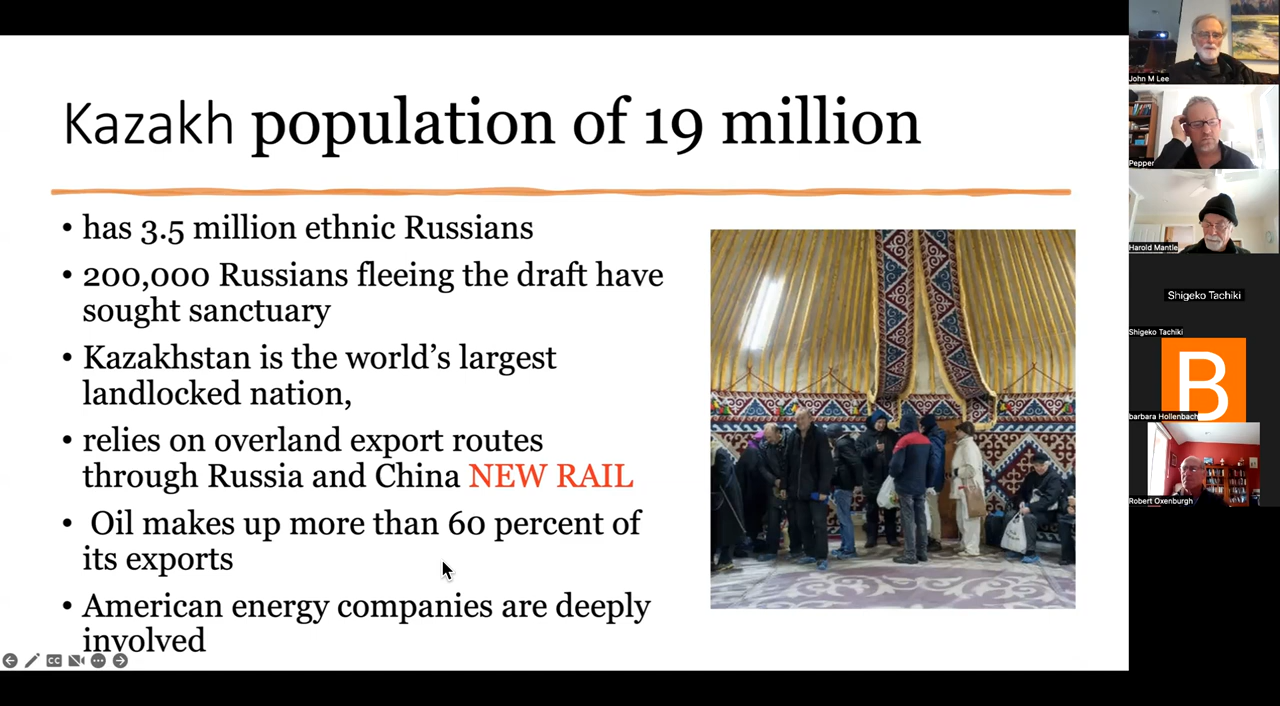 Kazakh population of 19 million
• has 3.5 million ethnic Russians
• 200,000 Russians fleeing the draft have
sought sanctuary
• Kazakhstan is the world’s largest
landlocked nation,
• relies on overland export routes
through Russia and China NEW RAIL
• Oil makes up more than 60 percent of
its exports
• American energy companies are deeply
involved
CC
John M Lee
Pepper
Harold Mantle
Shigeko Tachiki
Shigeko Tachiki
B
barbara Hollenbach
Robert Oxenburgh